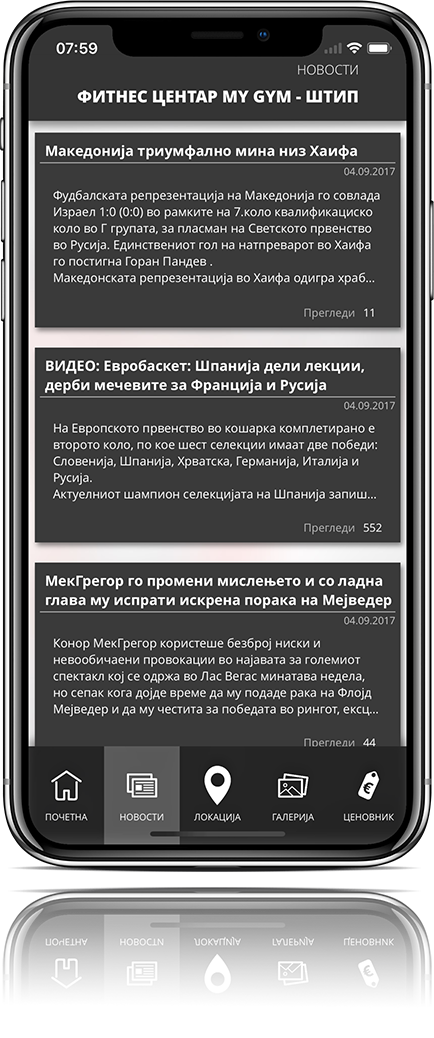 07:59
НОВОСТИ
ФИТНЕС ЦЕНТАР MY GYM - ШТИП
Македонија триумфално мина низ Хаифа
04.09.2017
Фудбалската репрезентација на Македонија го совлада
Израел 1:0 (0:0) во рамките на 7.коло квалификациско
коло во Г групата, за пласман на Светското првенство
во Русија. Единствениот гол на натпреварот во Хаифа
го постигна Горан Пандев .
Македонската репрезентација во Хаифа одигра храб...
Прегледи 11
ВИДЕО: Евробаскет: Шпанија дели лекции,
дерби мечевите за Франција и Русија
04.09.2017
На Европското првенство во кошарка комплетирано е
второто коло, по кое шест селекции имаат две победи:
Словенија, Шпанија, Хрватска, Германија, Италија и
Русија.
Актуелниот шампион селекцијата на Шпанија запиш...
Прегледи 552
МекГрегор го промени мислењето и со ладна
глава му испрати искрена порака на Мејведер
04.09.2017
Конор МекГрегор користеше безброј ниски и
невообичаени провокации во најавата за големиот
спектакл кој се одржа во Лас Вегас минатава недела,
но сепак кога дојде време да му подаде рака на Флојд
Мејведер и да му честита за победата во рингот, ексц...
Прегледи 44
ПОЧЕТНА
НОВОСТИ
ЛОКАЦИЈА
ГАЛЕРИЈА
ЦЕНОВНИК